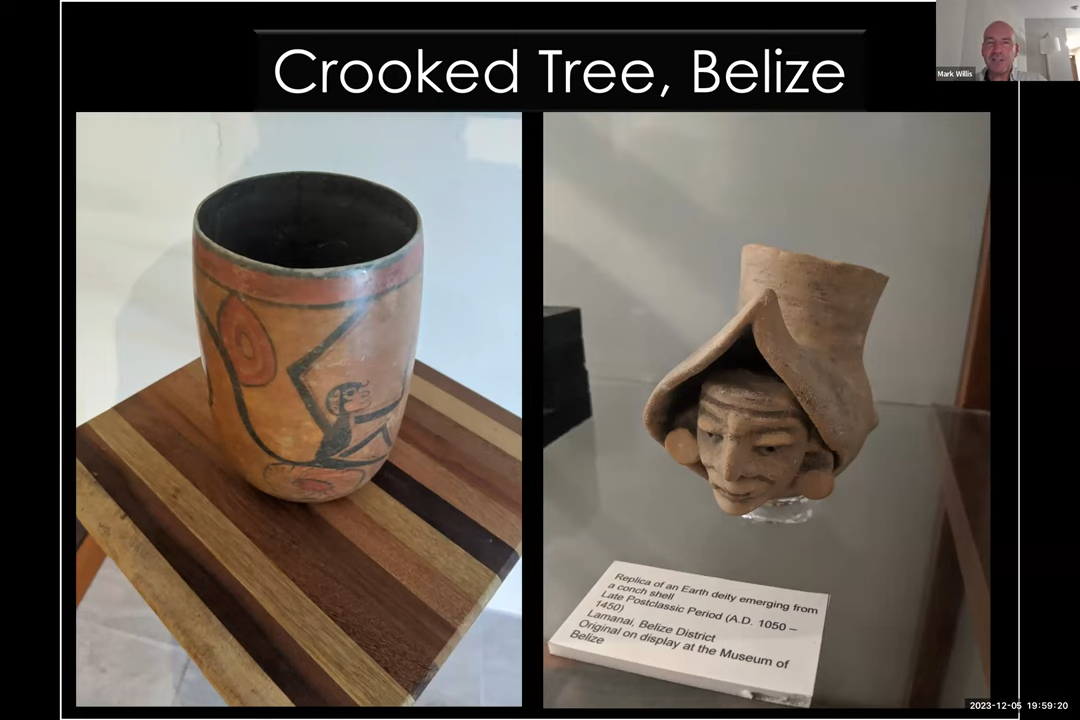 Crooked Tree, Belize
Mark Willis
Replica of an Earth deity emerging from
a conch shell
Late Postclassic Period (A.D. 1050 –
1450)
Lamanai, Belize District
Original on display at the Museum of
Belize
2023-12-05 19:59:20